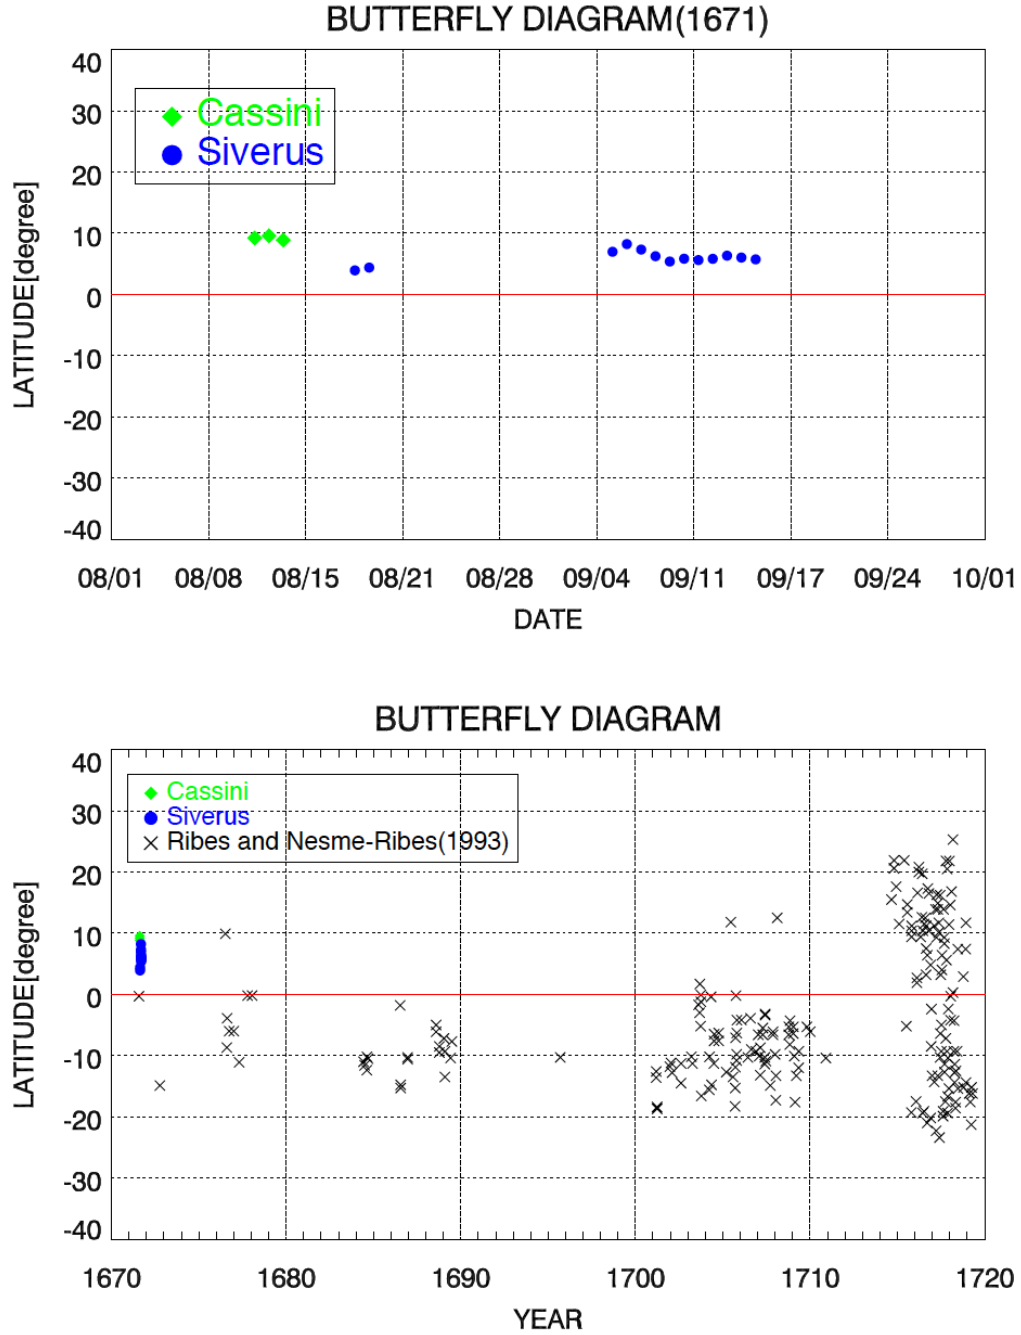 BUTTERFLY DIAGRAM(1671)
40
30
20
10
0
-10
-20
-30
-40
LATITUDE[degree]
Cassini
Siverus
08/01 08/08 08/15 08/21 08/28 09/04 09/11 09/17 09/24 10/01
DATE
BUTTERFLY DIAGRAM
40
30
20
10
0
-10
-20
-30
-40
LATITUDE[degree]
Cassini
Siverus
Ribes and Nesme-Ribes(1993)
1670 1680 1690 1700 1710 1720
YEAR